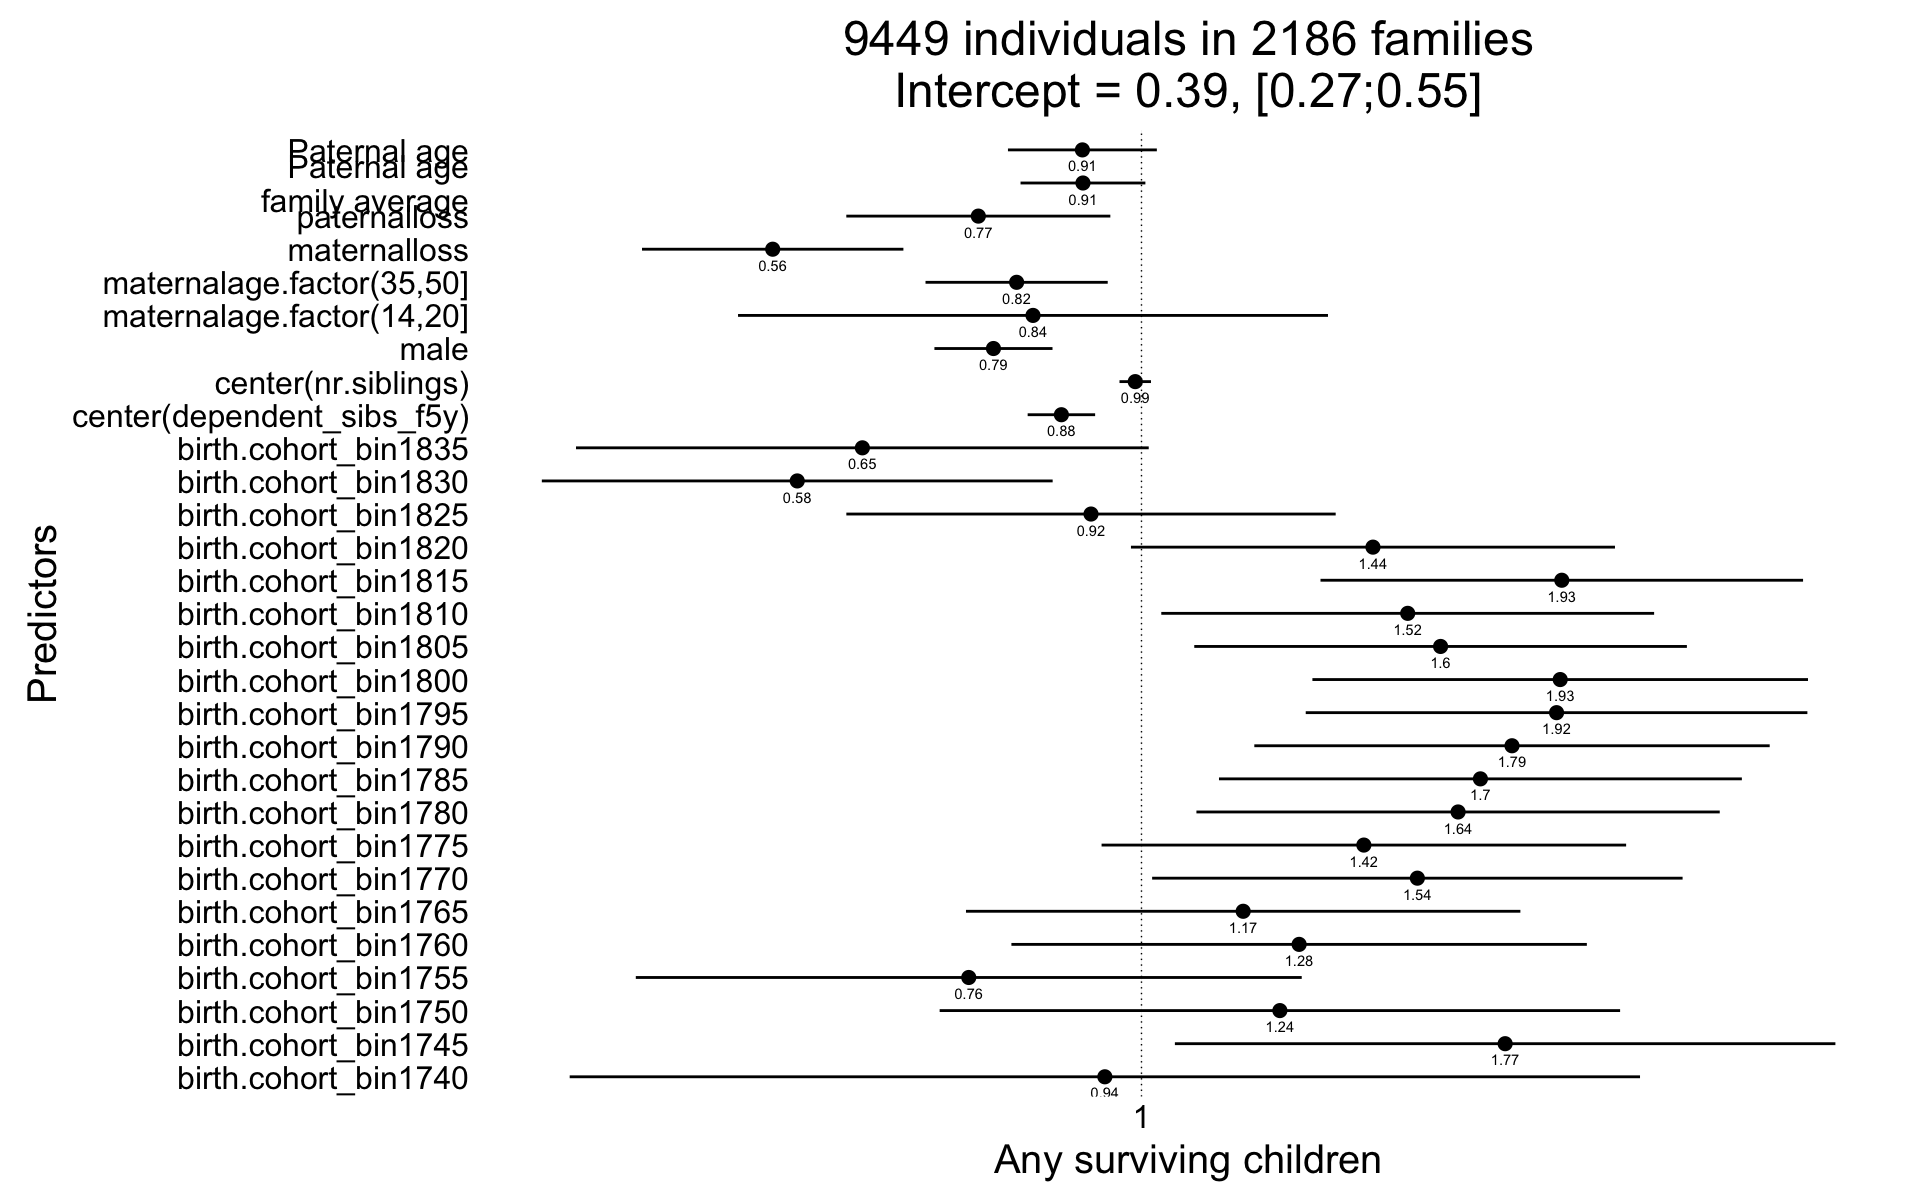 9449 individuals in 2186 families
Intercept = 0.39, [0.27;0.55]
Paternal age
0.91
Paternal age
family average
0.91
paternalloss
0.77
maternalloss
0.56
maternalage.factor(35,50]
0.82
maternalage.factor(14,20]
0.84
male
0.79
center(nr.siblings)
0.99
center(dependent_sibs_f5y)
0.88
birth.cohort_bin1835
0.65
birth.cohort_bin1830
0.58
birth.cohort_bin1825
0.92
birth.cohort_bin1820
1.44
birth.cohort_bin1815
1.93
birth.cohort_bin1810
1.52
birth.cohort_bin1805
1.6
birth.cohort_bin1800
1.93
birth.cohort_bin1795
1.92
birth.cohort_bin1790
1.79
birth.cohort_bin1785
1.7
birth.cohort_bin1780
1.64
birth.cohort_bin1775
1.42
birth.cohort_bin1770
1.54
birth.cohort_bin1765
1.17
birth.cohort_bin1760
1.28
birth.cohort_bin1755
0.76
birth.cohort_bin1750
1.24
birth.cohort_bin1745
1.77
birth.cohort_bin1740
0.94
Predictors
1
Any surviving children